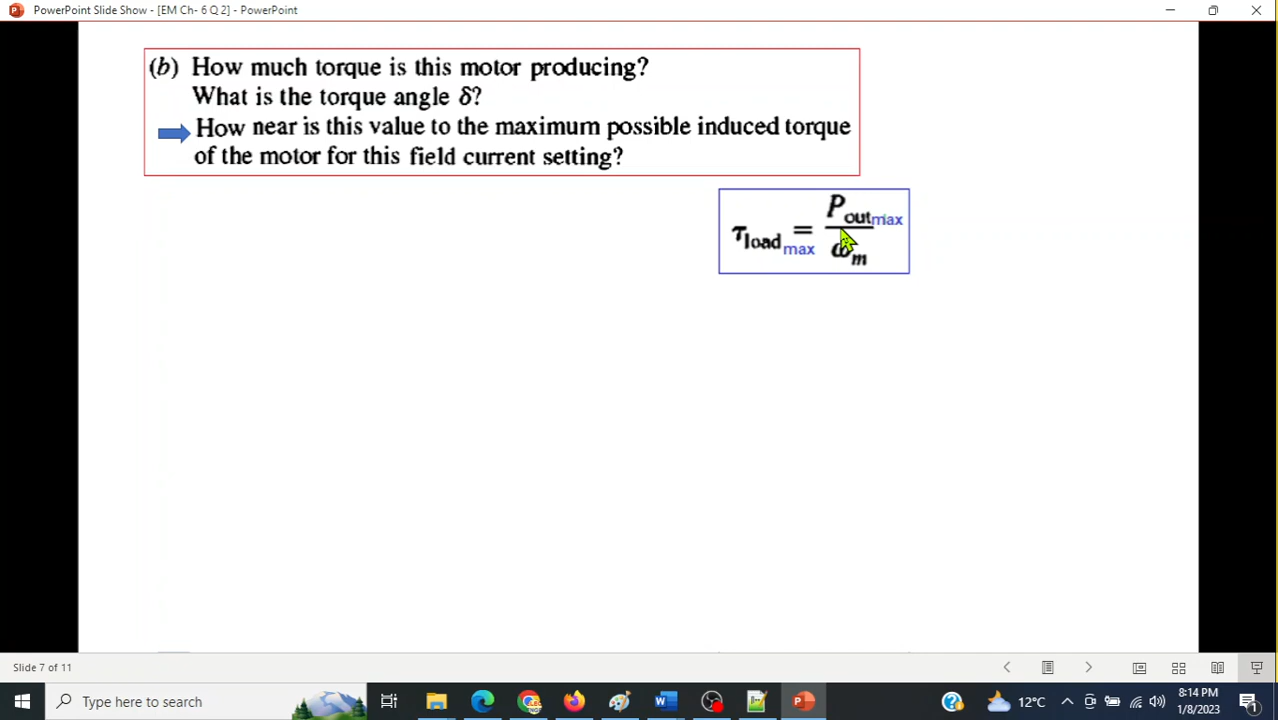 PowerPoint Slide Show - [EM Ch- 6 Q 2] - PowerPoint
(b) How much torque is this motor producing?
What is the torque angle δ?
How near is this value to the maximum possible induced torque
of the motor for this field current setting?
τload max = Pout max / ωm
Slide 7 of 11
Type here to search
12°C
8:14 PM
1/8/2023
1